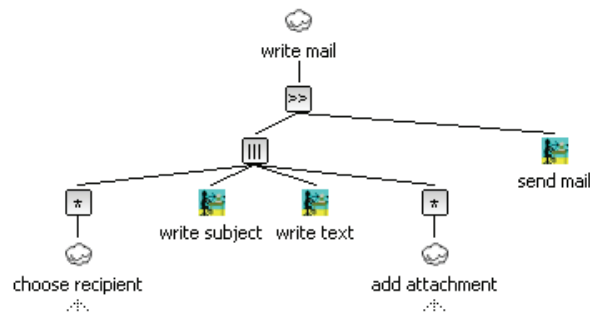 write mail
>>
|||
send mail
*
write subject
write text
*
choose recipient
add attachment